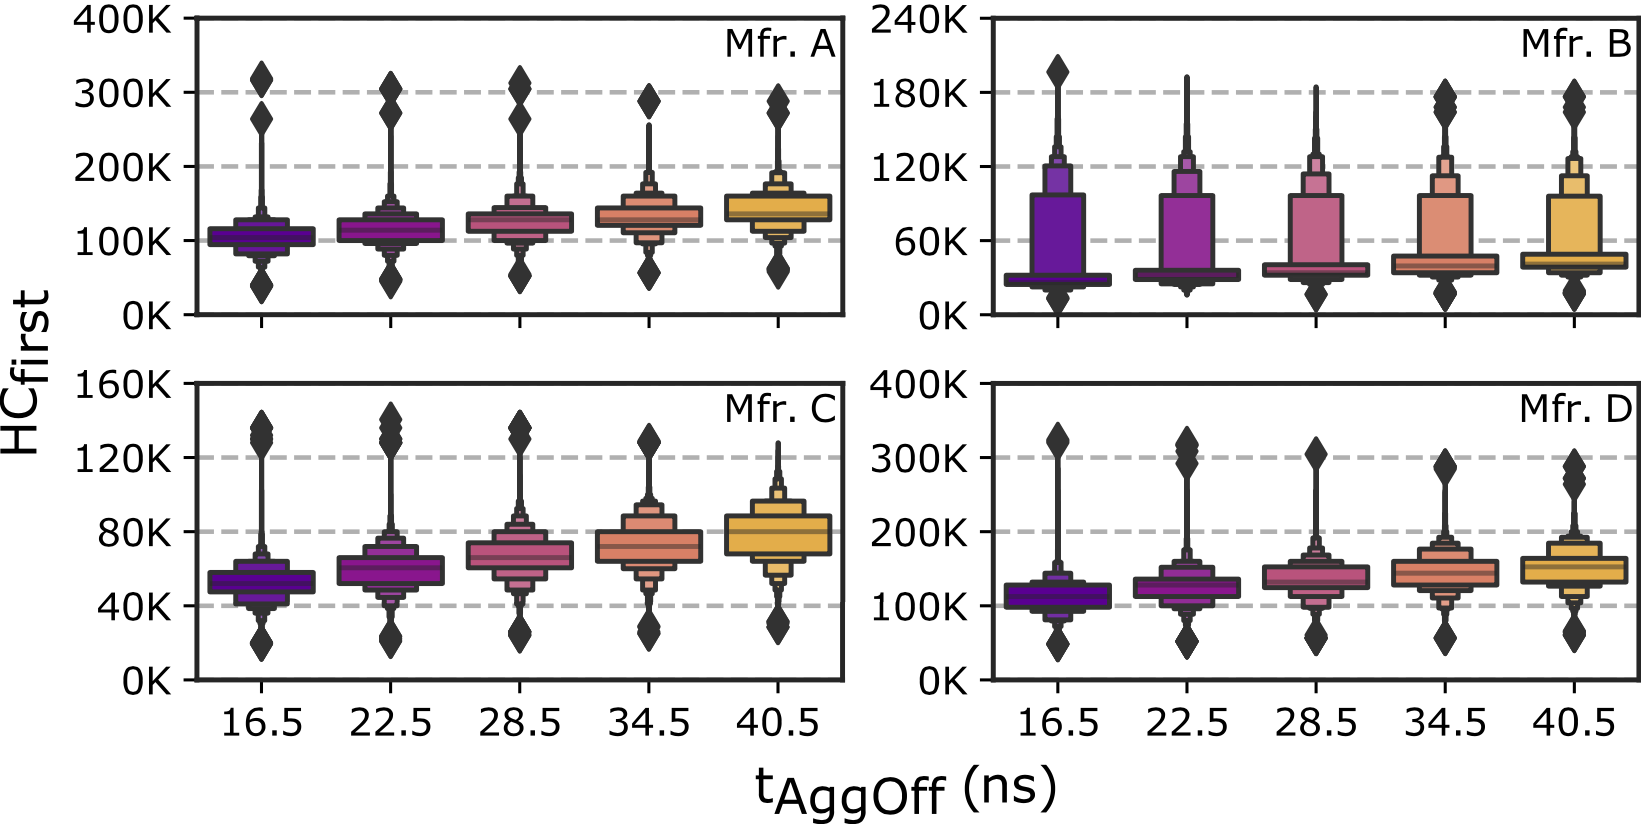 400K
300K
200K
100K
0K
Mfr. A
240K
180K
120K
60K
0K
Mfr. B
HCfirst
160K
120K
80K
40K
0K
Mfr. C
400K
300K
200K
100K
0K
Mfr. D
16.5 22.5 28.5 34.5 40.5
16.5 22.5 28.5 34.5 40.5
tAggOff (ns)